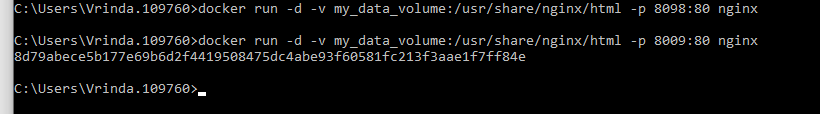 C:\Users\Vrinda.109760>docker run -d -v my_data_volume:/usr/share/nginx/html -p 8098:80 nginx
C:\Users\Vrinda.109760>docker run -d -v my_data_volume:/usr/share/nginx/html -p 8009:80 nginx
8d79abece5b177e69b6d2f4419508475dc4abe93f60581fc213f3aae1f7ff84e
C:\Users\Vrinda.109760>